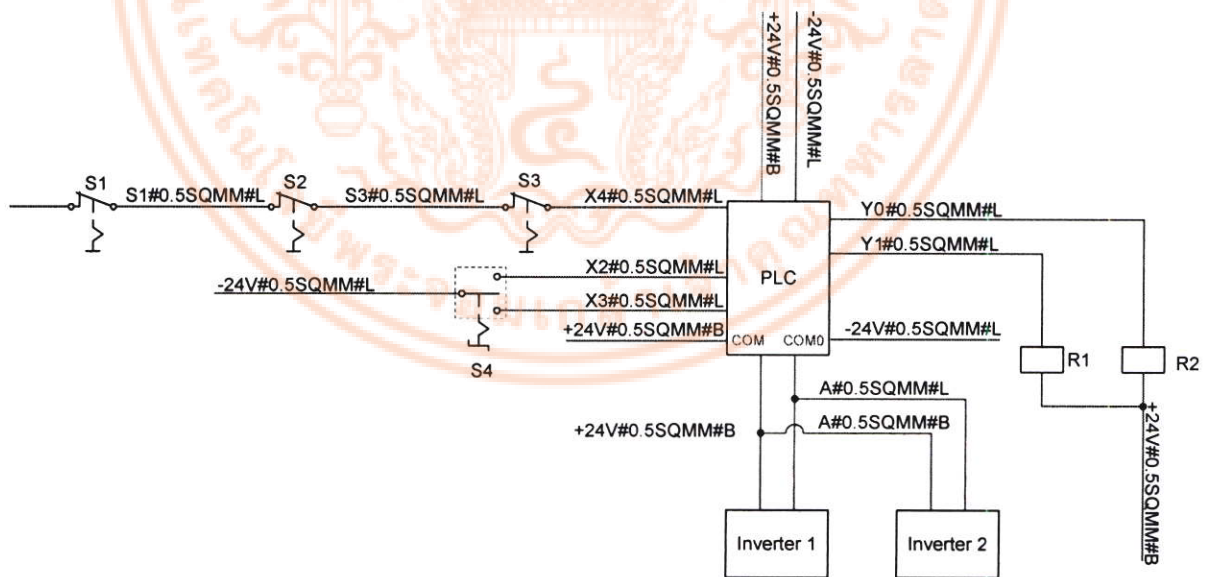 +24V#0.5SQMM#B
-24V#0.5SQMM#L
S1
S1#0.5SQMM#L
S2
S3#0.5SQMM#L
S3
X4#0.5SQMM#L
Y0#0.5SQMM#L
Y1#0.5SQMM#L
X2#0.5SQMM#L
PLC
-24V#0.5SQMM#L
X3#0.5SQMM#L
+24V#0.5SQMM#B
COM
COM0
-24V#0.5SQMM#L
S4
R1
R2
A#0.5SQMM#L
+24V#0.5SQMM#B
A#0.5SQMM#B
+24V#0.5SQMM#B
Inverter 1
Inverter 2